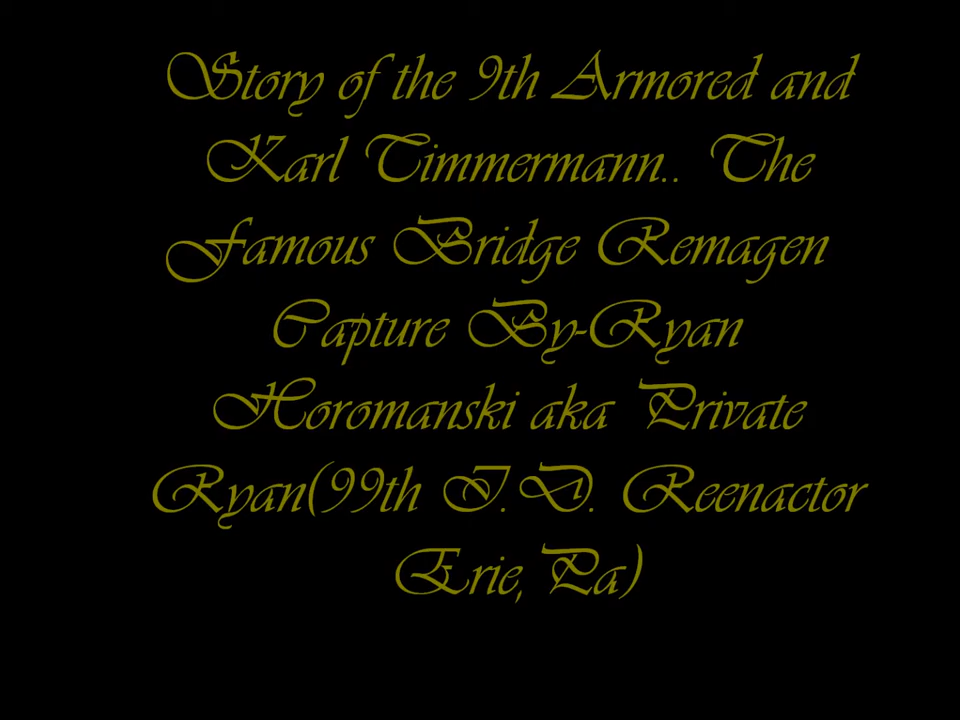 Story of the 9th Armored and
Karl Timmermann.. The
Famous Bridge Remagen
Capture By-Ryan
Horomanski aka Private
Ryan(99th I.D. Reenactor
Erie, Pa)